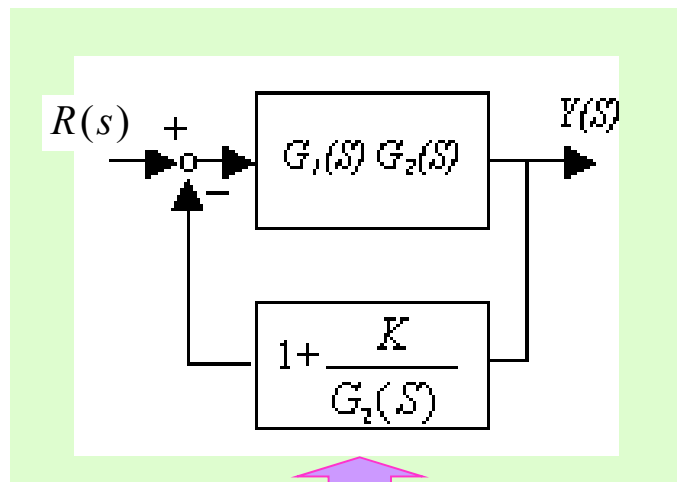 R(s)
+
Y(S)
G₁(S) G₂(S)
−
1+ K / G₂(S)